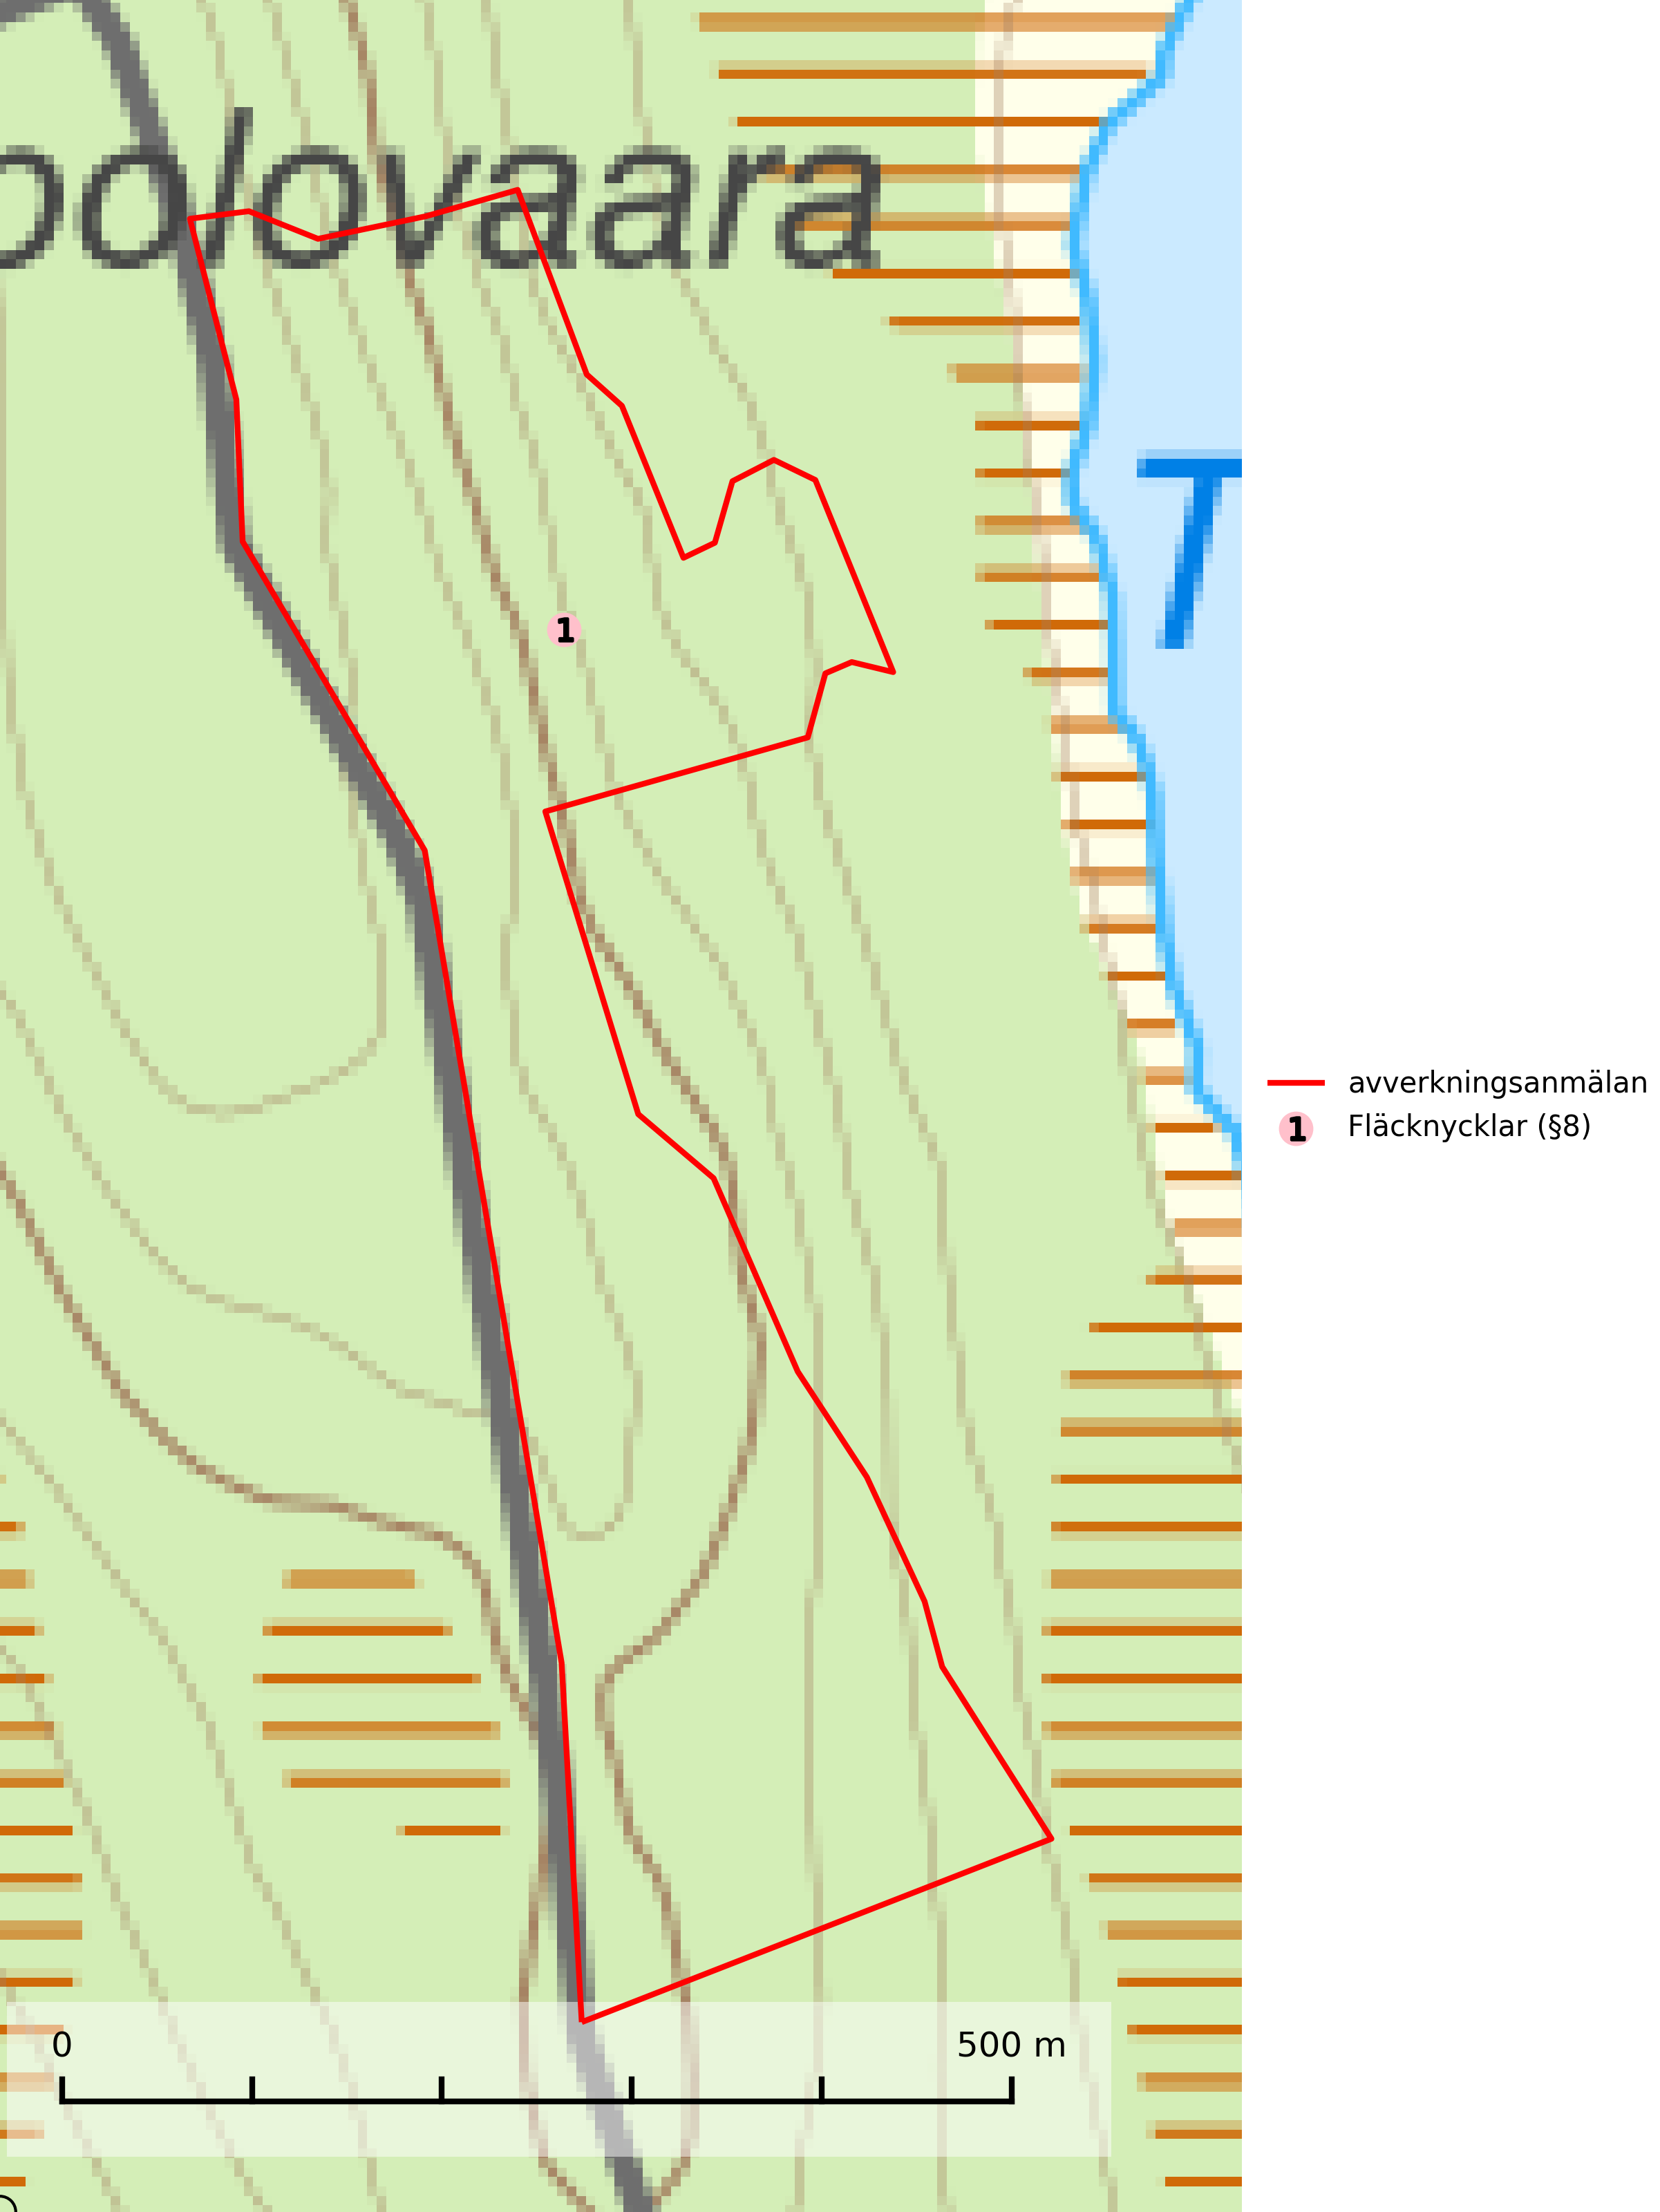 odlovaara
T
1
avverkningsanmälan
1 Fläcknycklar (§8)
0 500 m